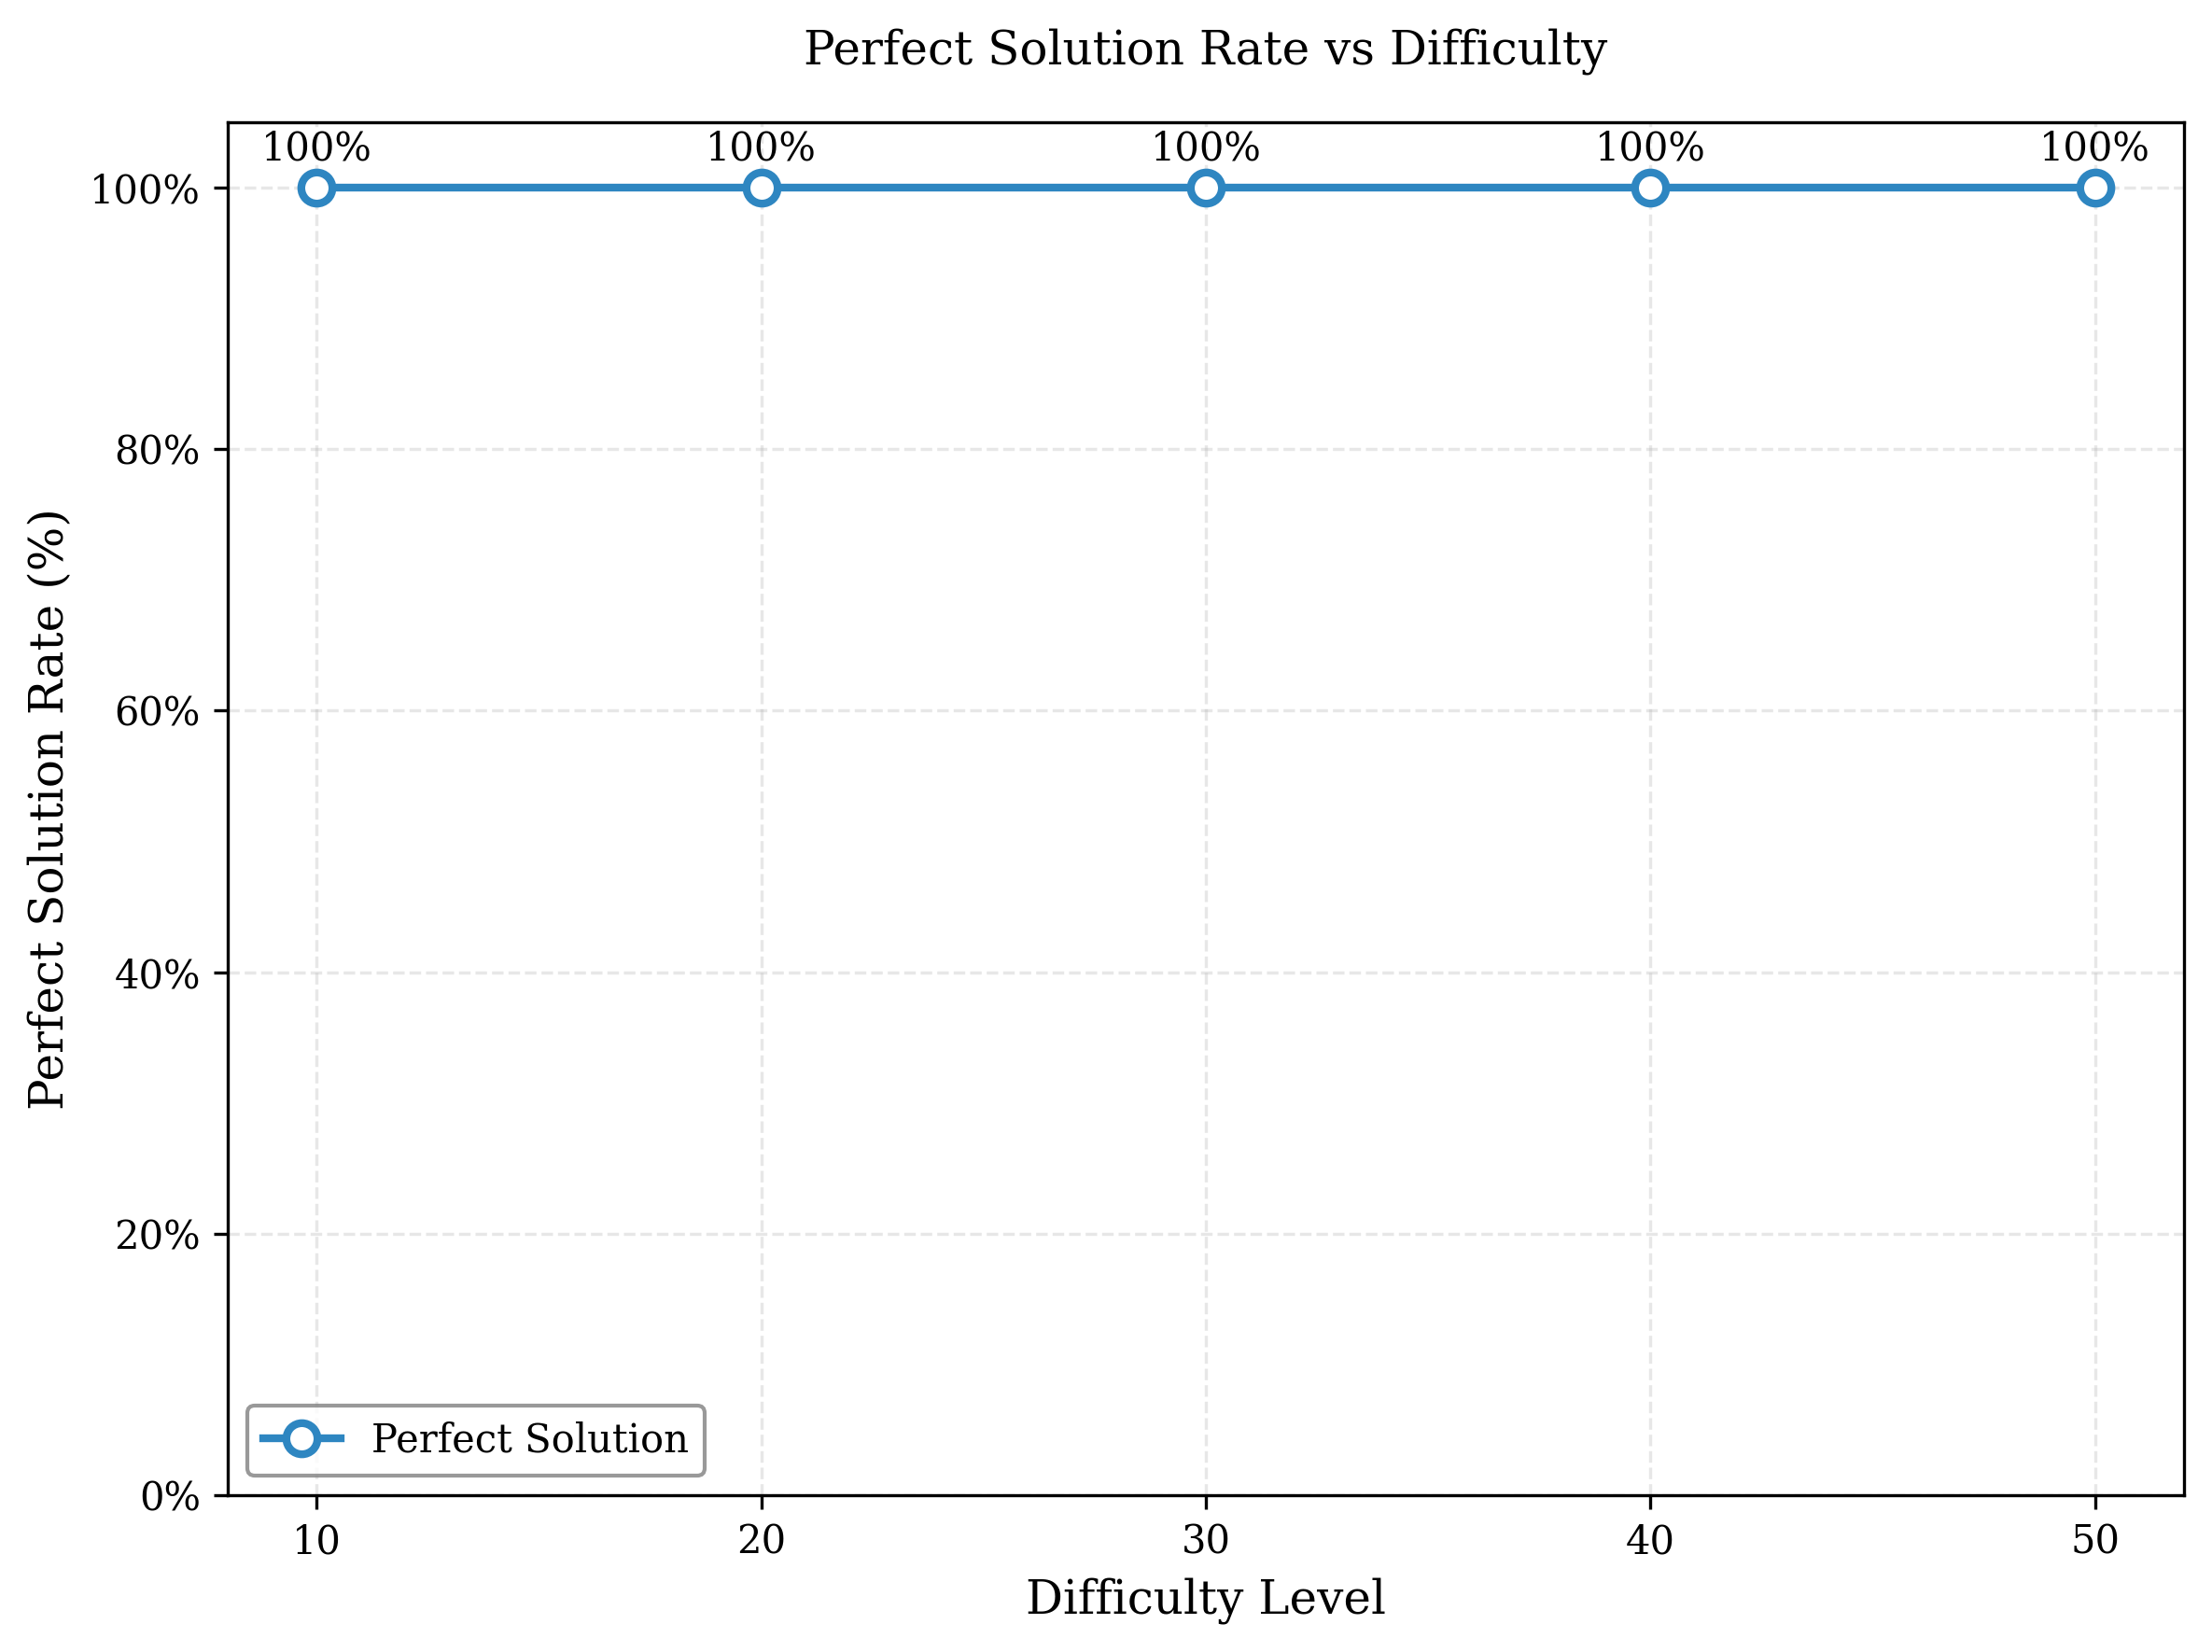 Perfect Solution Rate vs Difficulty
100% 100% 100% 100% 100%
100%
80%
60%
40%
20%
0%
Perfect Solution Rate (%)
Perfect Solution
10 20 30 40 50
Difficulty Level